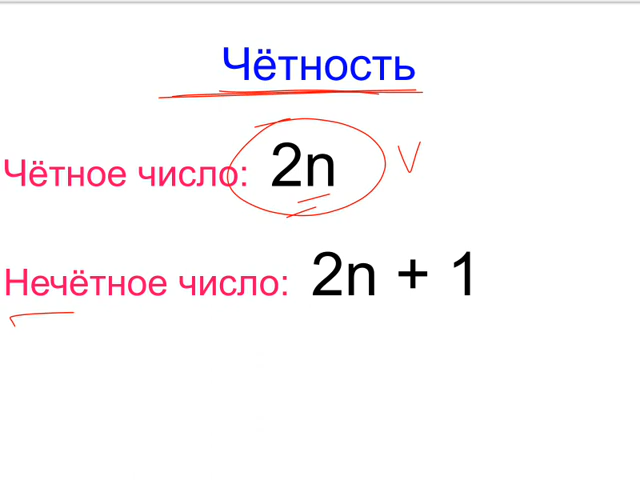 Чётность
Чётное число: 2n
Нечётное число: 2n + 1